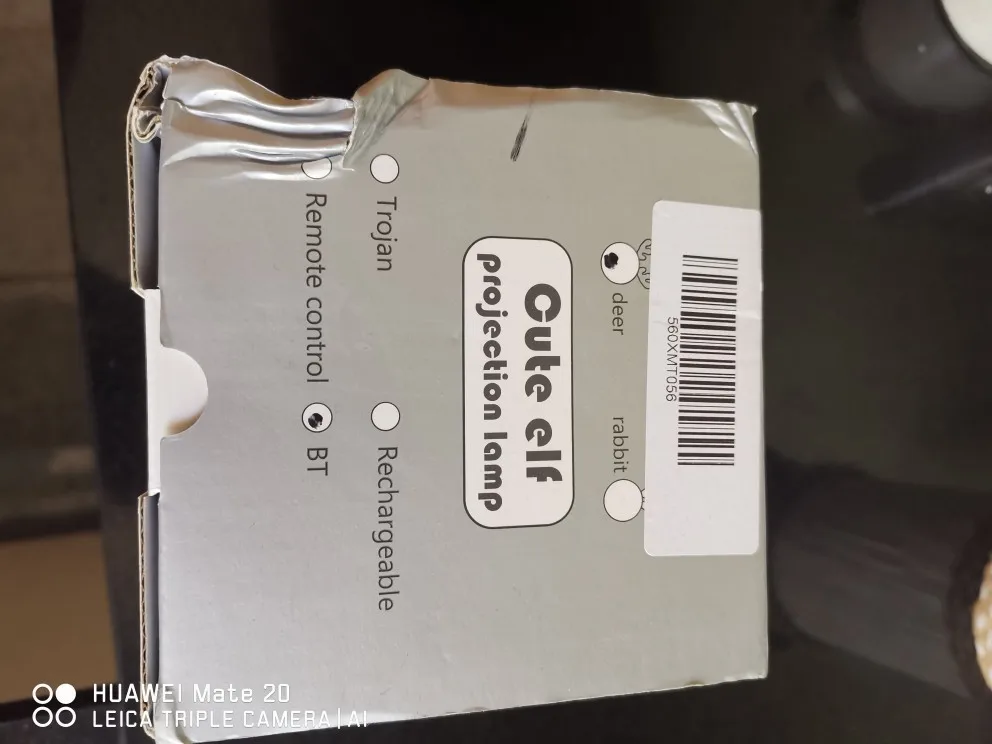 560XMT056
deer
rabbit
Cute elf
projection lamp
Trojan
Rechargeable
Remote control
BT
HUAWEI Mate 20
LEICA TRIPLE CAMERA | AI